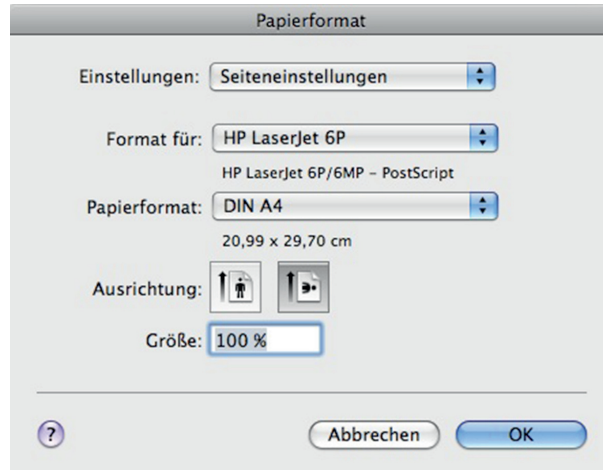 Papierformat
Einstellungen: Seiteneinstellungen
Format für: HP LaserJet 6P
HP LaserJet 6P/6MP – PostScript
Papierformat: DIN A4
20,99 x 29,70 cm
Ausrichtung:
Größe: 100 %
? Abbrechen OK